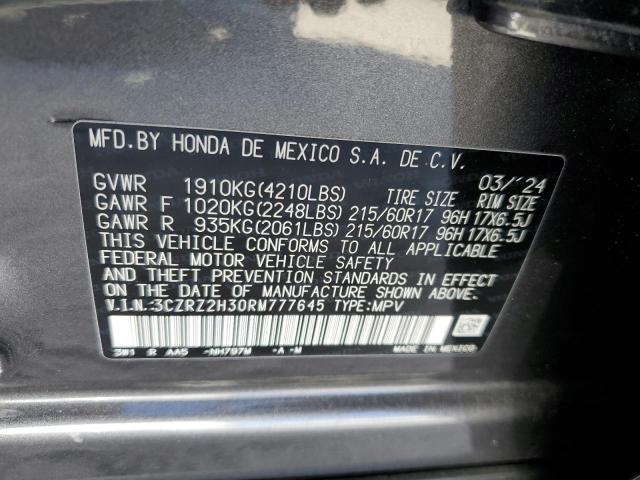 MFD.BY HONDA DE MEXICO S.A. DE C.V.
03/'24
GVWR 1910KG(4210LBS) TIRE SIZE RIM SIZE
GAWR F 1020KG(2248LBS) 215/60R17 96H 17X6.5J
GAWR R 935KG(2061LBS) 215/60R17 96H 17X6.5J
THIS VEHICLE CONFORMS TO ALL APPLICABLE
FEDERAL MOTOR VEHICLE SAFETY
AND THEFT PREVENTION STANDARDS IN EFFECT
ON THE DATE OF MANUFACTURE SHOWN ABOVE.
V.I.N.:3CZRZ2H30RM777645 TYPE:MPV
3W1 R AA5 -NH797M -A -M MADE IN MEXICO